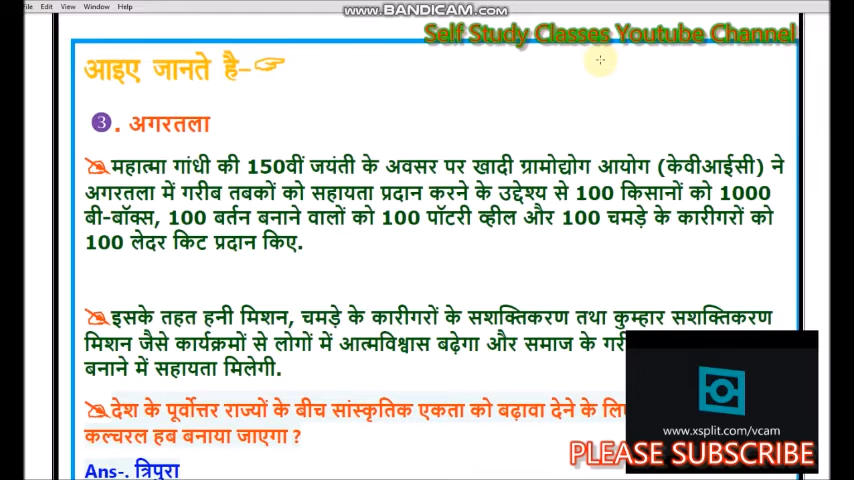 www.BANDICAM.com
File Edit View Window Help
Self Study Classes Youtube Channel
आइए जानते है-
3. अगरतला
महात्मा गांधी की 150वीं जयंती के अवसर पर खादी ग्रामोद्योग आयोग (केवीआईसी) ने
अगरतला में गरीब तबकों को सहायता प्रदान करने के उद्देश्य से 100 किसानों को 1000
बी-बॉक्स, 100 बर्तन बनाने वालों को 100 पॉटरी व्हील और 100 चमड़े के कारीगरों को
100 लेदर किट प्रदान किए.
इसके तहत हनी मिशन, चमड़े के कारीगरों के सशक्तिकरण तथा कुम्हार सशक्तिकरण
मिशन जैसे कार्यक्रमों से लोगों में आत्मविश्वास बढ़ेगा और समाज के
बनाने में सहायता मिलेगी.
देश के पूर्वोत्तर राज्यों के बीच सांस्कृतिक एकता को बढ़ावा देने के
कल्चरल हब बनाया जाएगा ?
Ans-. त्रिपुरा
www.xsplit.com/vcam
PLEASE SUBSCRIBE